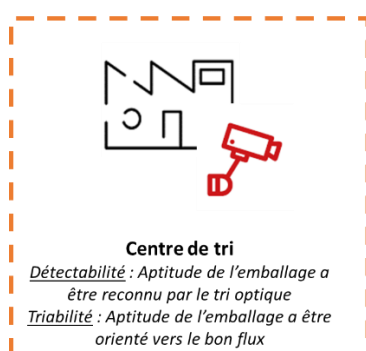 Centre de tri
Détectabilité : Aptitude de l'emballage a
être reconnu par le tri optique
Triabilité : Aptitude de l'emballage a être
orienté vers le bon flux